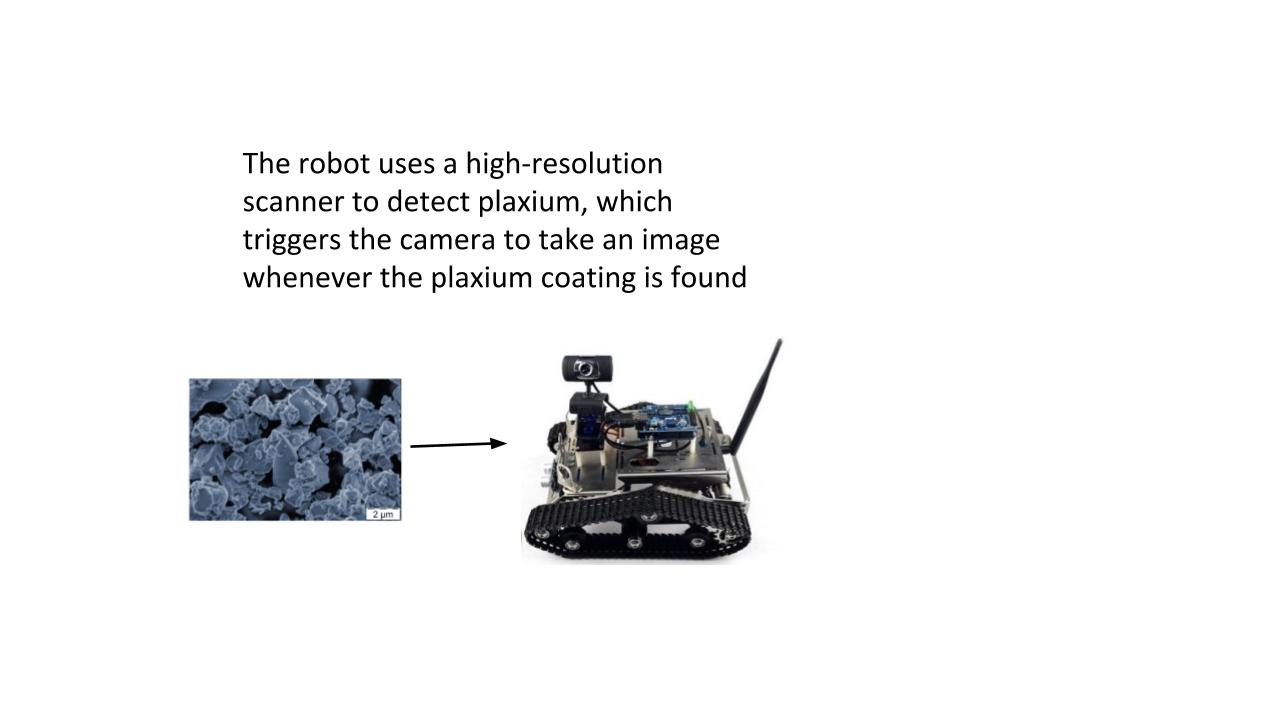 The robot uses a high-resolution
scanner to detect plaxium, which
triggers the camera to take an image
whenever the plaxium coating is found
2 μm